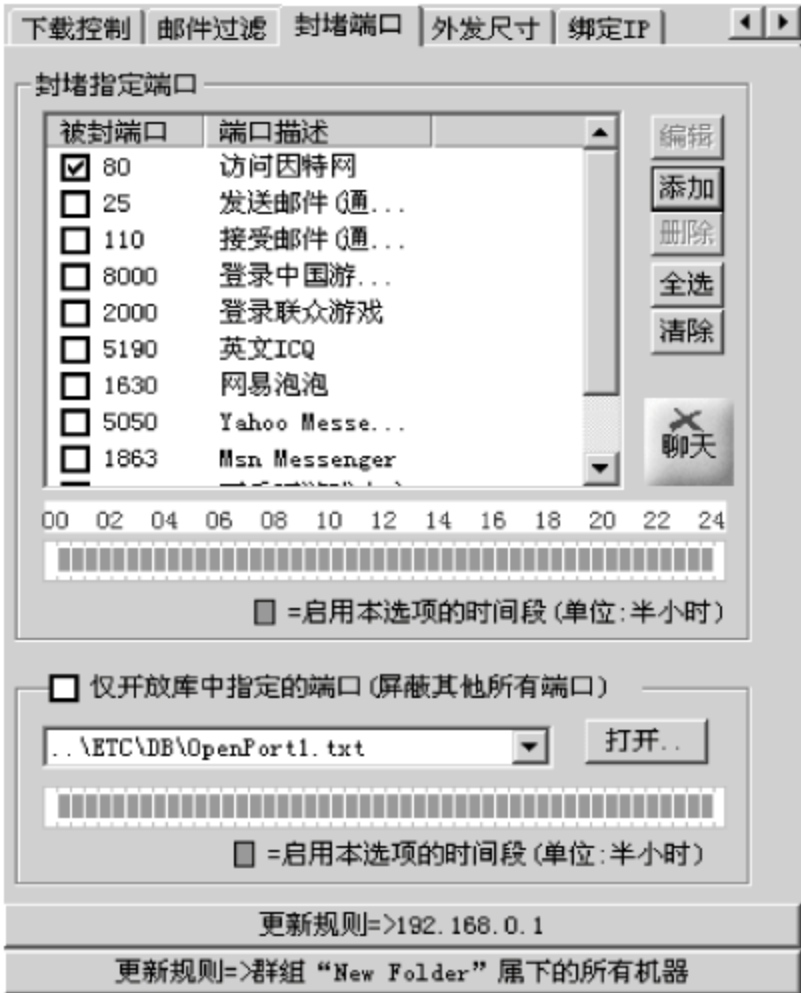 下载控制 邮件过滤 封堵端口 外发尺寸 绑定IP
封堵指定端口
被封端口 端口描述
80 访问因特网
25 发送邮件(通...
110 接受邮件(通...
8000 登录中国游...
2000 登录联众游戏
5190 英文ICQ
1630 网易泡泡
5050 Yahoo Messe...
1863 Msn Messenger
编辑
添加
删除
全选
清除
聊天
00 02 04 06 08 10 12 14 16 18 20 22 24
=启用本选项的时间段(单位:半小时)
仅开放库中指定的端口(屏蔽其他所有端口)
..\ETC\DB\OpenPort1.txt 打开..
=启用本选项的时间段(单位:半小时)
更新规则=>192.168.0.1
更新规则=>群组“New Folder”属下的所有机器